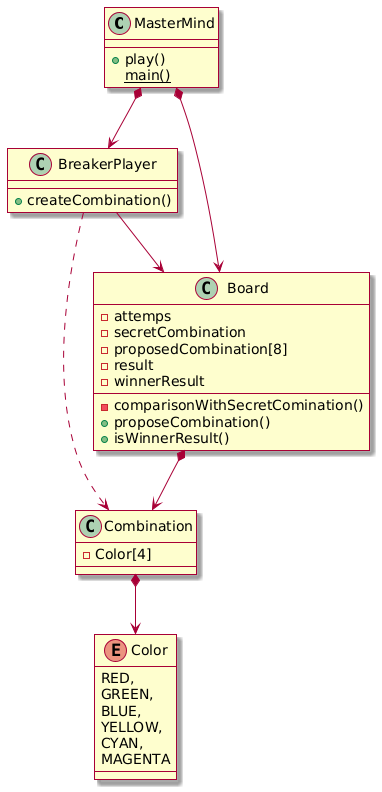 C MasterMind
play()
main()
C BreakerPlayer
createCombination()
C Board
attemps
secretCombination
proposedCombination[8]
result
winnerResult
comparisonWithSecretComination()
proposeCombination()
isWinnerResult()
C Combination
Color[4]
E Color
RED,
GREEN,
BLUE,
YELLOW,
CYAN,
MAGENTA